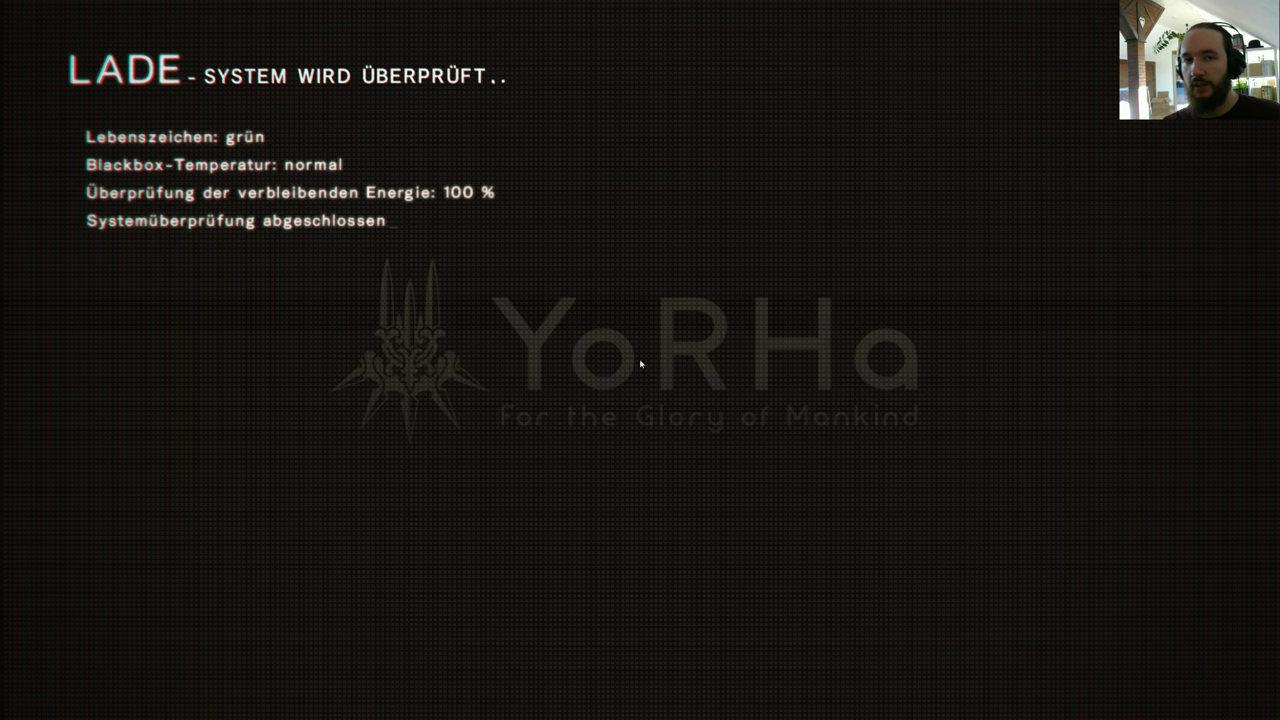 LADE - SYSTEM WIRD ÜBERPRÜFT..
Lebenszeichen: grün
Blackbox-Temperatur: normal
Überprüfung der verbleibenden Energie: 100 %
Systemüberprüfung abgeschlossen_
YoRHa
For the Glory of Mankind